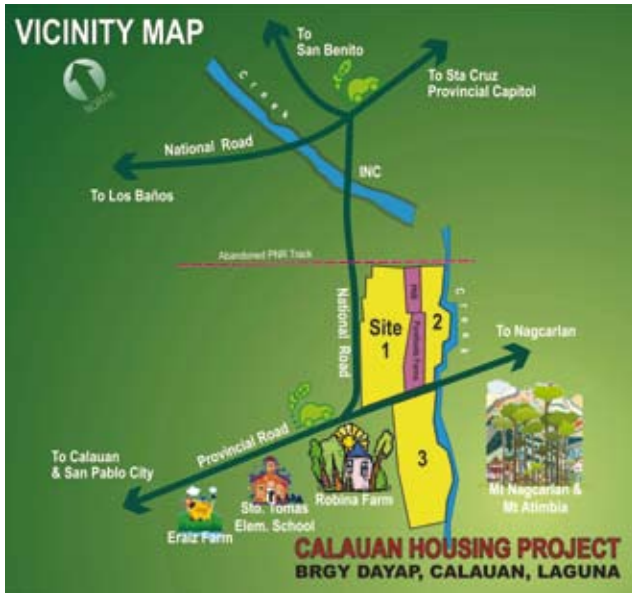 VICINITY MAP
NORTH
To
San Benito
To Sta Cruz
Provincial Capitol
Creek
National Road
To Los Baños
INC
Abandoned PNR Track
National Road
Site
1
2
Creek
To Nagcarlan
Provincial Road
To Calauan
& San Pablo City
3
Eraiz Farm
Sto. Tomas
Elem. School
Robina Farm
Mt Nagcarlan &
Mt Atimbia
CALAUAN HOUSING PROJECT
BRGY DAYAP, CALAUAN, LAGUNA